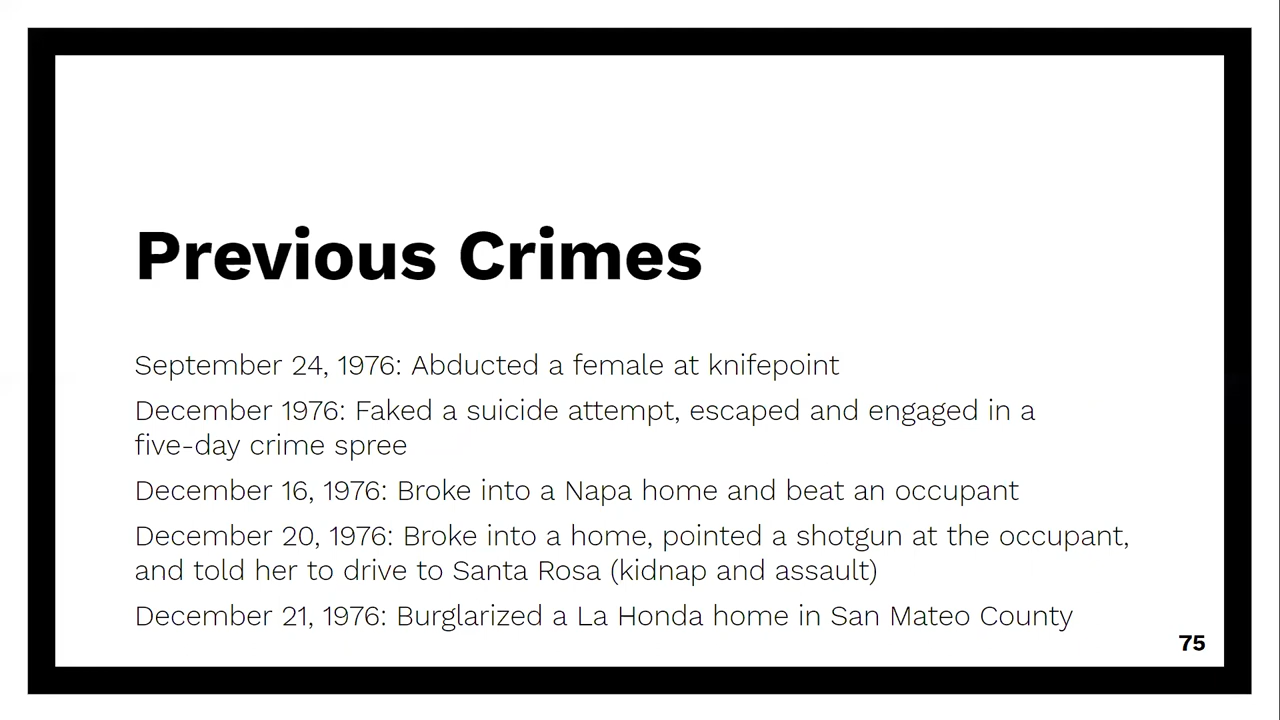 Previous Crimes
September 24, 1976: Abducted a female at knifepoint
December 1976: Faked a suicide attempt, escaped and engaged in a
five-day crime spree
December 16, 1976: Broke into a Napa home and beat an occupant
December 20, 1976: Broke into a home, pointed a shotgun at the occupant,
and told her to drive to Santa Rosa (kidnap and assault)
December 21, 1976: Burglarized a La Honda home in San Mateo County
75